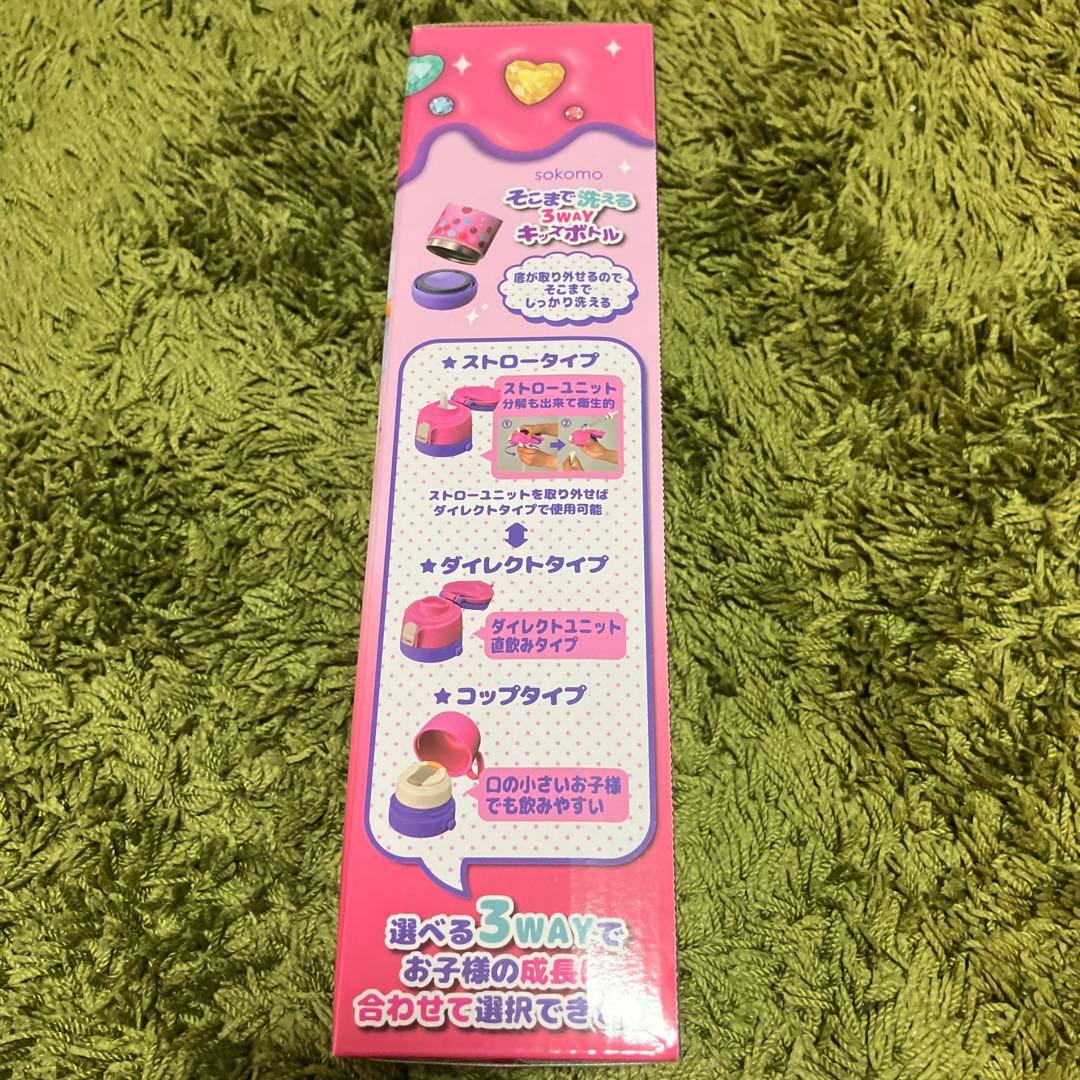 sokomo
そこまで洗える
3WAY
キッズボトル
底が取り外せるので
そこまで
しっかり洗える
★ストロータイプ
ストローユニット
分解も出来て衛生的
① ②
ストローユニットを取り外せば
ダイレクトタイプで使用可能
★ダイレクトタイプ
ダイレクトユニット
直飲みタイプ
★コップタイプ
口の小さいお子様
でも飲みやすい
選べる3WAYで
お子様の成長に
合わせて選択でき